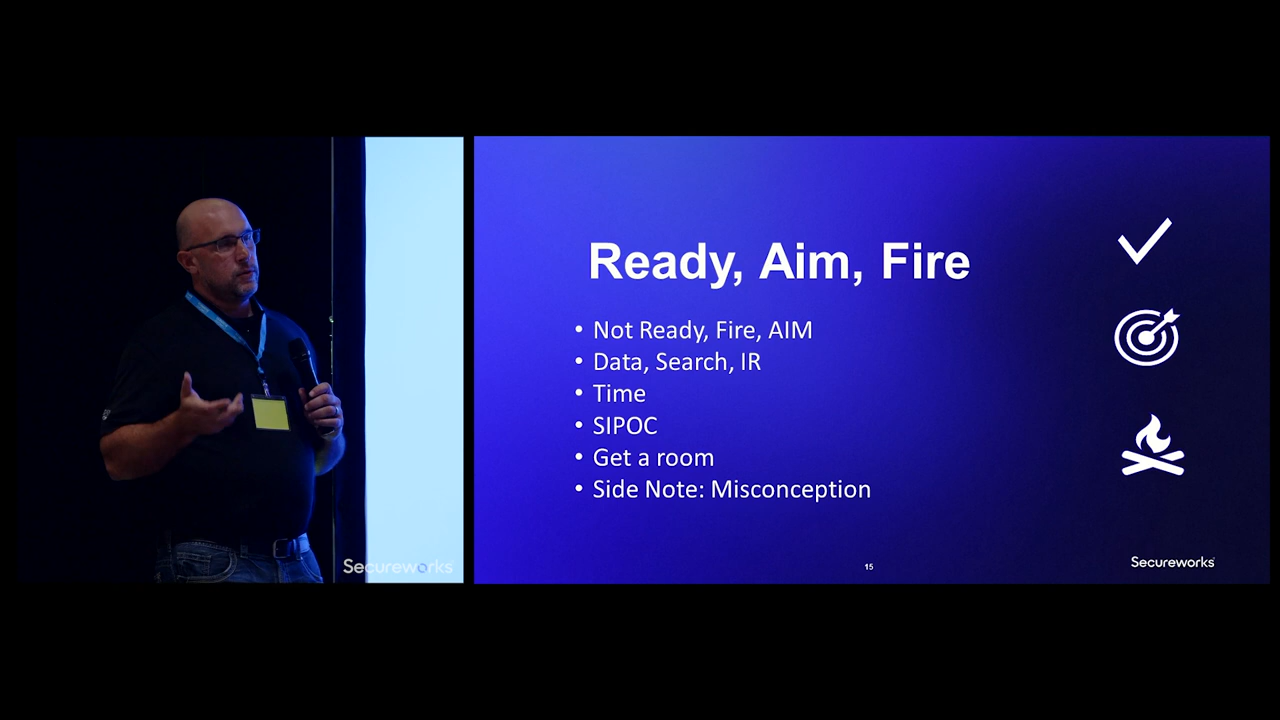 Secureworks
Ready, Aim, Fire
• Not Ready, Fire, AIM
• Data, Search, IR
• Time
• SIPOC
• Get a room
• Side Note: Misconception
15
Secureworks